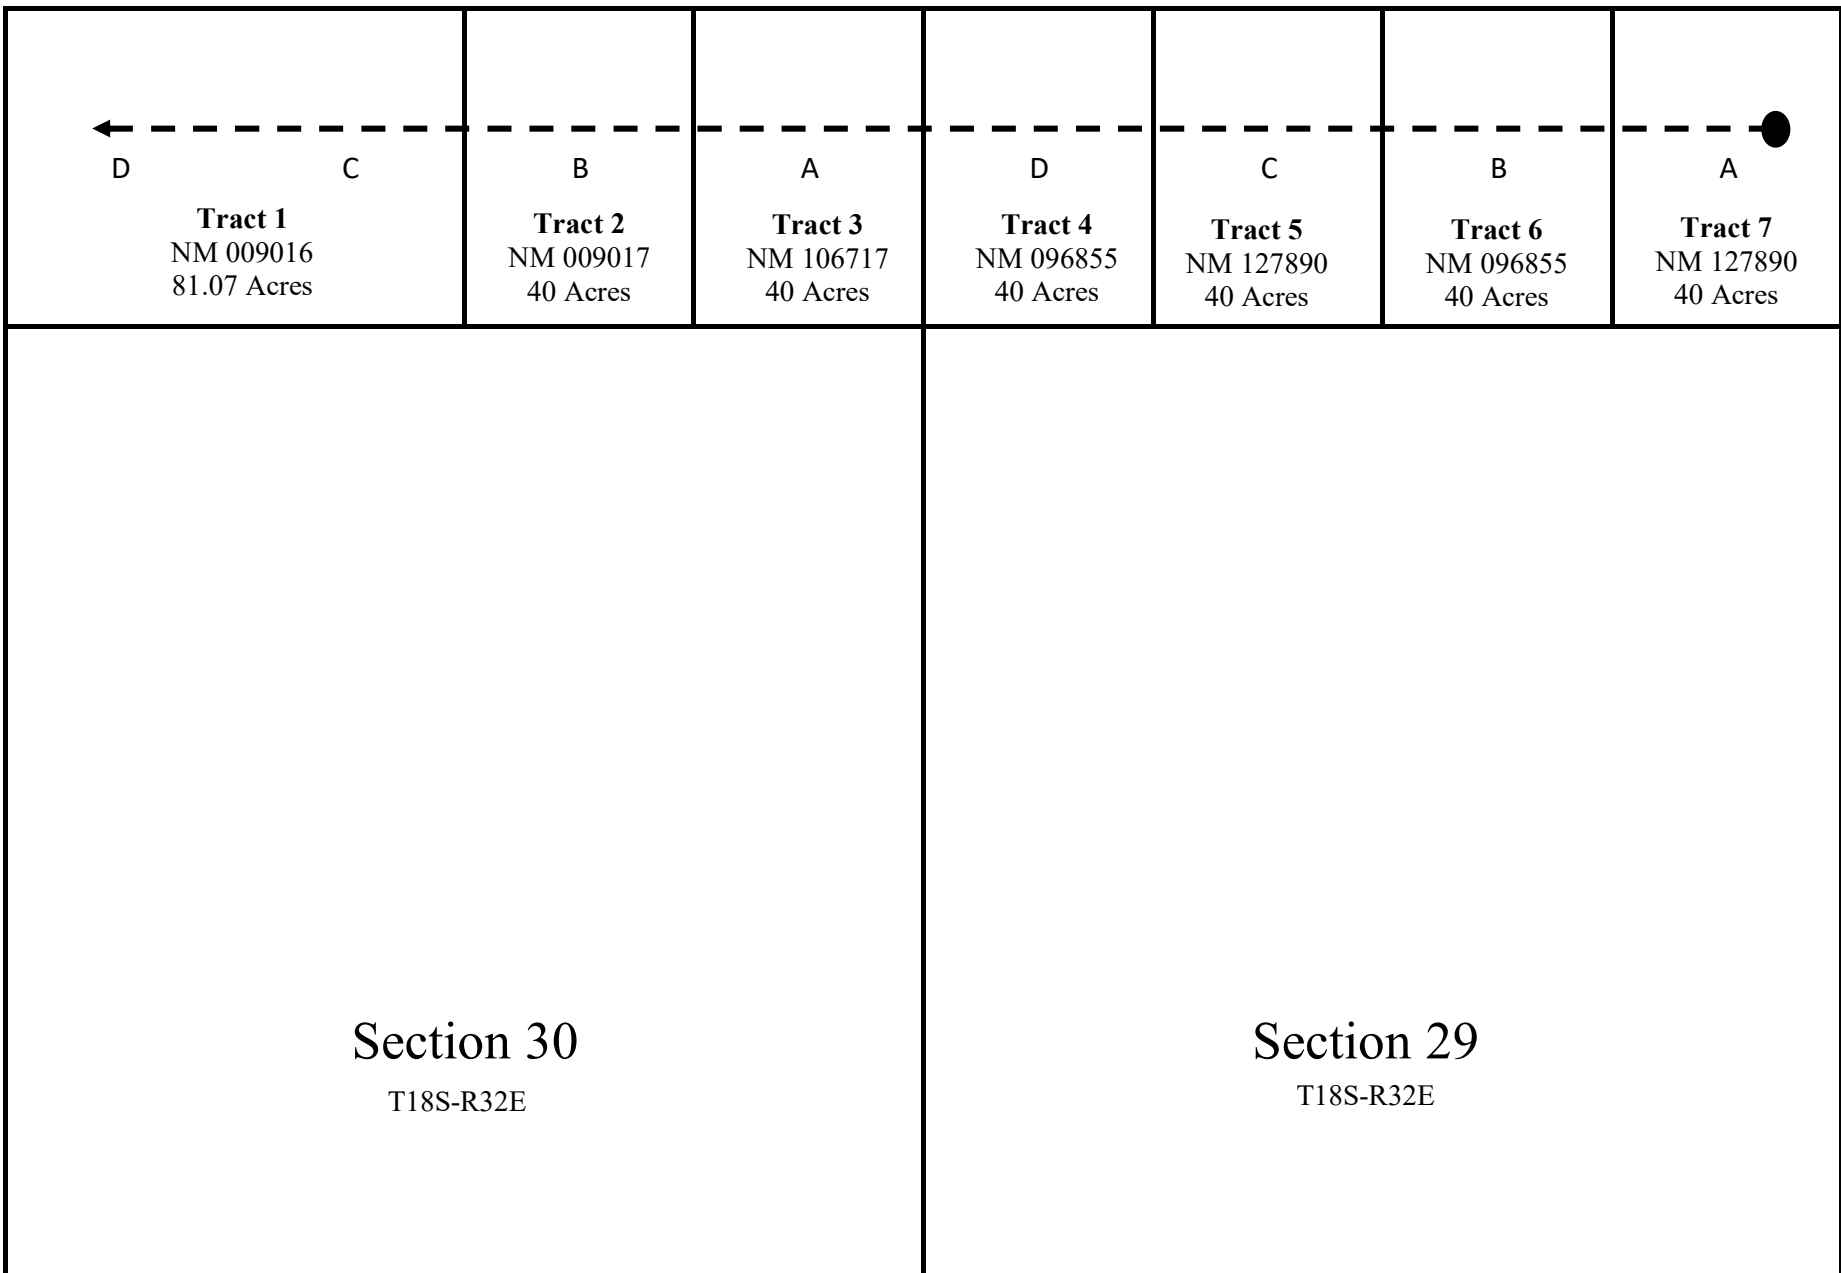 D C B A D C B A
Tract 1
NM 009016
81.07 Acres
Tract 2
NM 009017
40 Acres
Tract 3
NM 106717
40 Acres
Tract 4
NM 096855
40 Acres
Tract 5
NM 127890
40 Acres
Tract 6
NM 096855
40 Acres
Tract 7
NM 127890
40 Acres
Section 30
T18S-R32E
Section 29
T18S-R32E